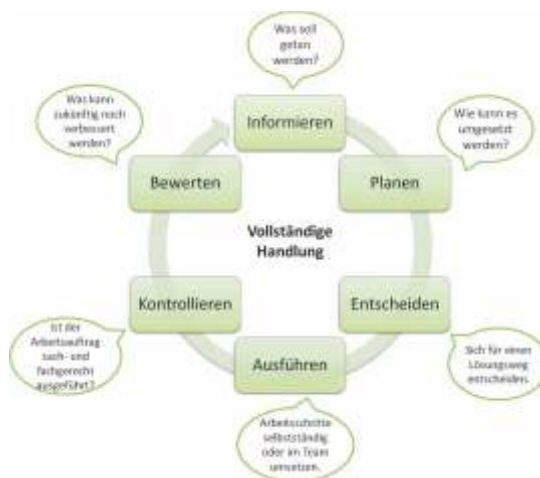 Was soll
getan
werden?
Informieren
Wie kann es
umgesetzt
werden?
Planen
Entscheiden
Sich für einen
Lösungsweg
entscheiden.
Ausführen
Arbeitsschritte
selbstständig
oder im Team
umsetzen.
Kontrollieren
Ist der
Arbeitsauftrag
sach- und
fachgerecht
ausgeführt?
Bewerten
Was kann
zukünftig noch
verbessert
werden?
Vollständige
Handlung